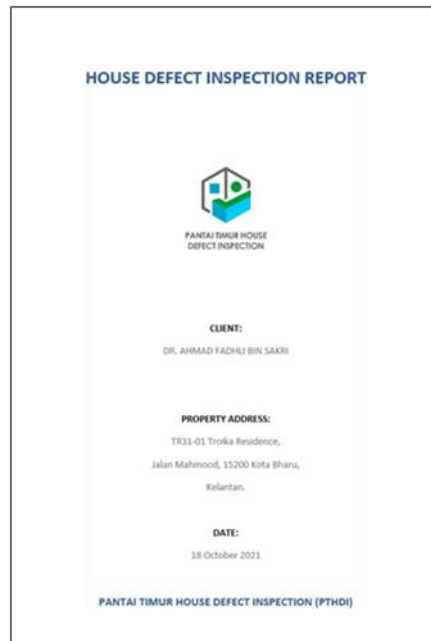 HOUSE DEFECT INSPECTION REPORT
PANTAI TIMUR HOUSE
DEFECT INSPECTION
CLIENT:
DR. AHMAD FADHLI BIN SAKRI
PROPERTY ADDRESS:
TR31-01 Troika Residence,
Jalan Mahmood, 15200 Kota Bharu,
Kelantan.
DATE:
18 October 2021
PANTAI TIMUR HOUSE DEFECT INSPECTION (PTHDI)